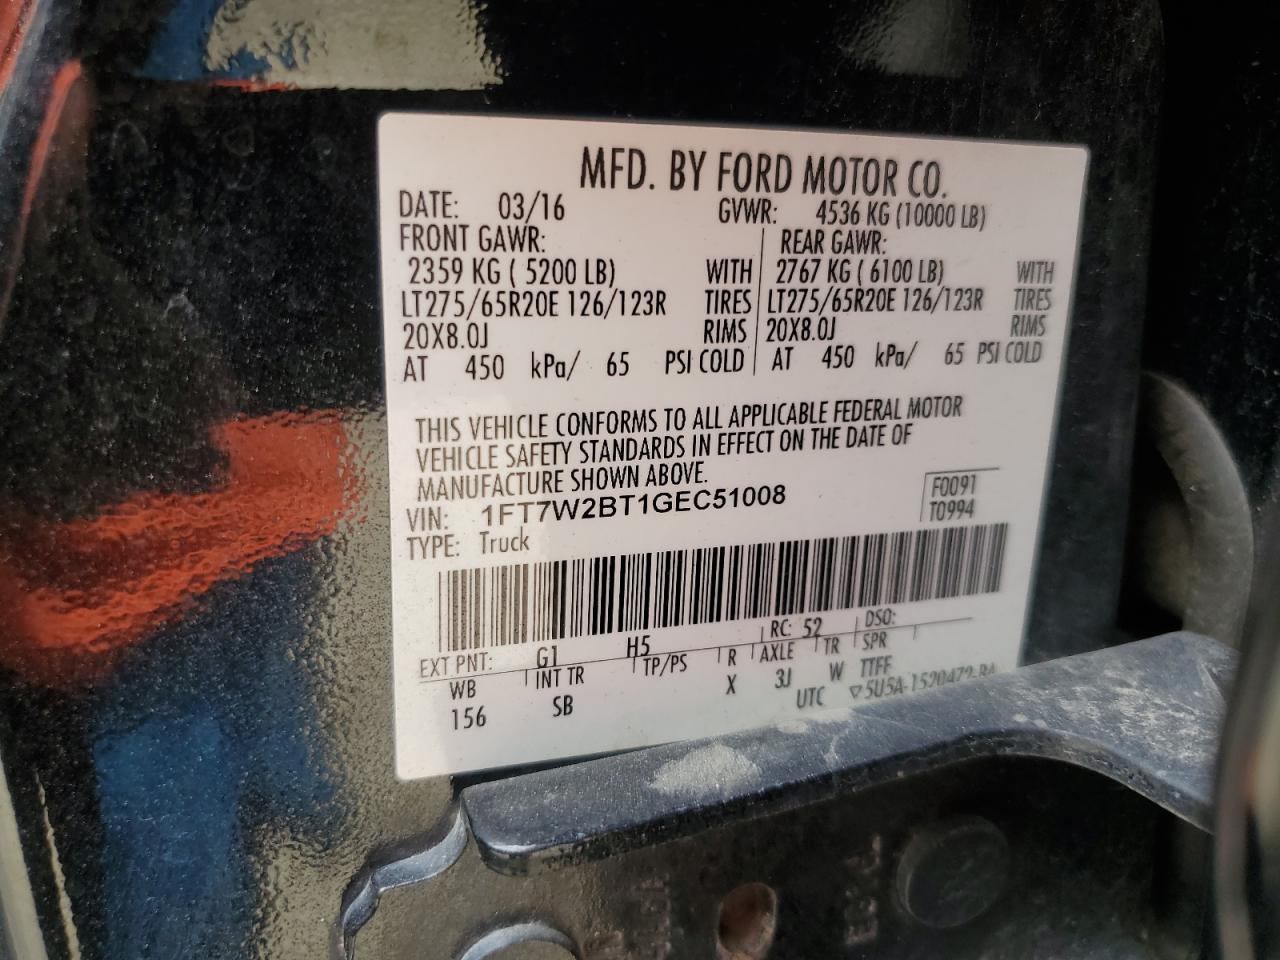 MFD. BY FORD MOTOR CO.
DATE: 03/16 GVWR: 4536 KG (10000 LB)
FRONT GAWR: REAR GAWR:
2359 KG ( 5200 LB) WITH 2767 KG ( 6100 LB) WITH
LT275/65R20E 126/123R TIRES LT275/65R20E 126/123R TIRES
20X8.0J RIMS 20X8.0J RIMS
AT 450 kPa/ 65 PSI COLD AT 450 kPa/ 65 PSI COLD
THIS VEHICLE CONFORMS TO ALL APPLICABLE FEDERAL MOTOR
VEHICLE SAFETY STANDARDS IN EFFECT ON THE DATE OF
MANUFACTURE SHOWN ABOVE.
VIN: 1FT7W2BT1GEC51008 F0091
TYPE: Truck T0994
EXT PNT: G1 H5 RC: 52 DSO:
WB INT TR TP/PS R AXLE TR SPR
156 SB X 3J W TTFF
UTC ▽5U5A-1520472-BA